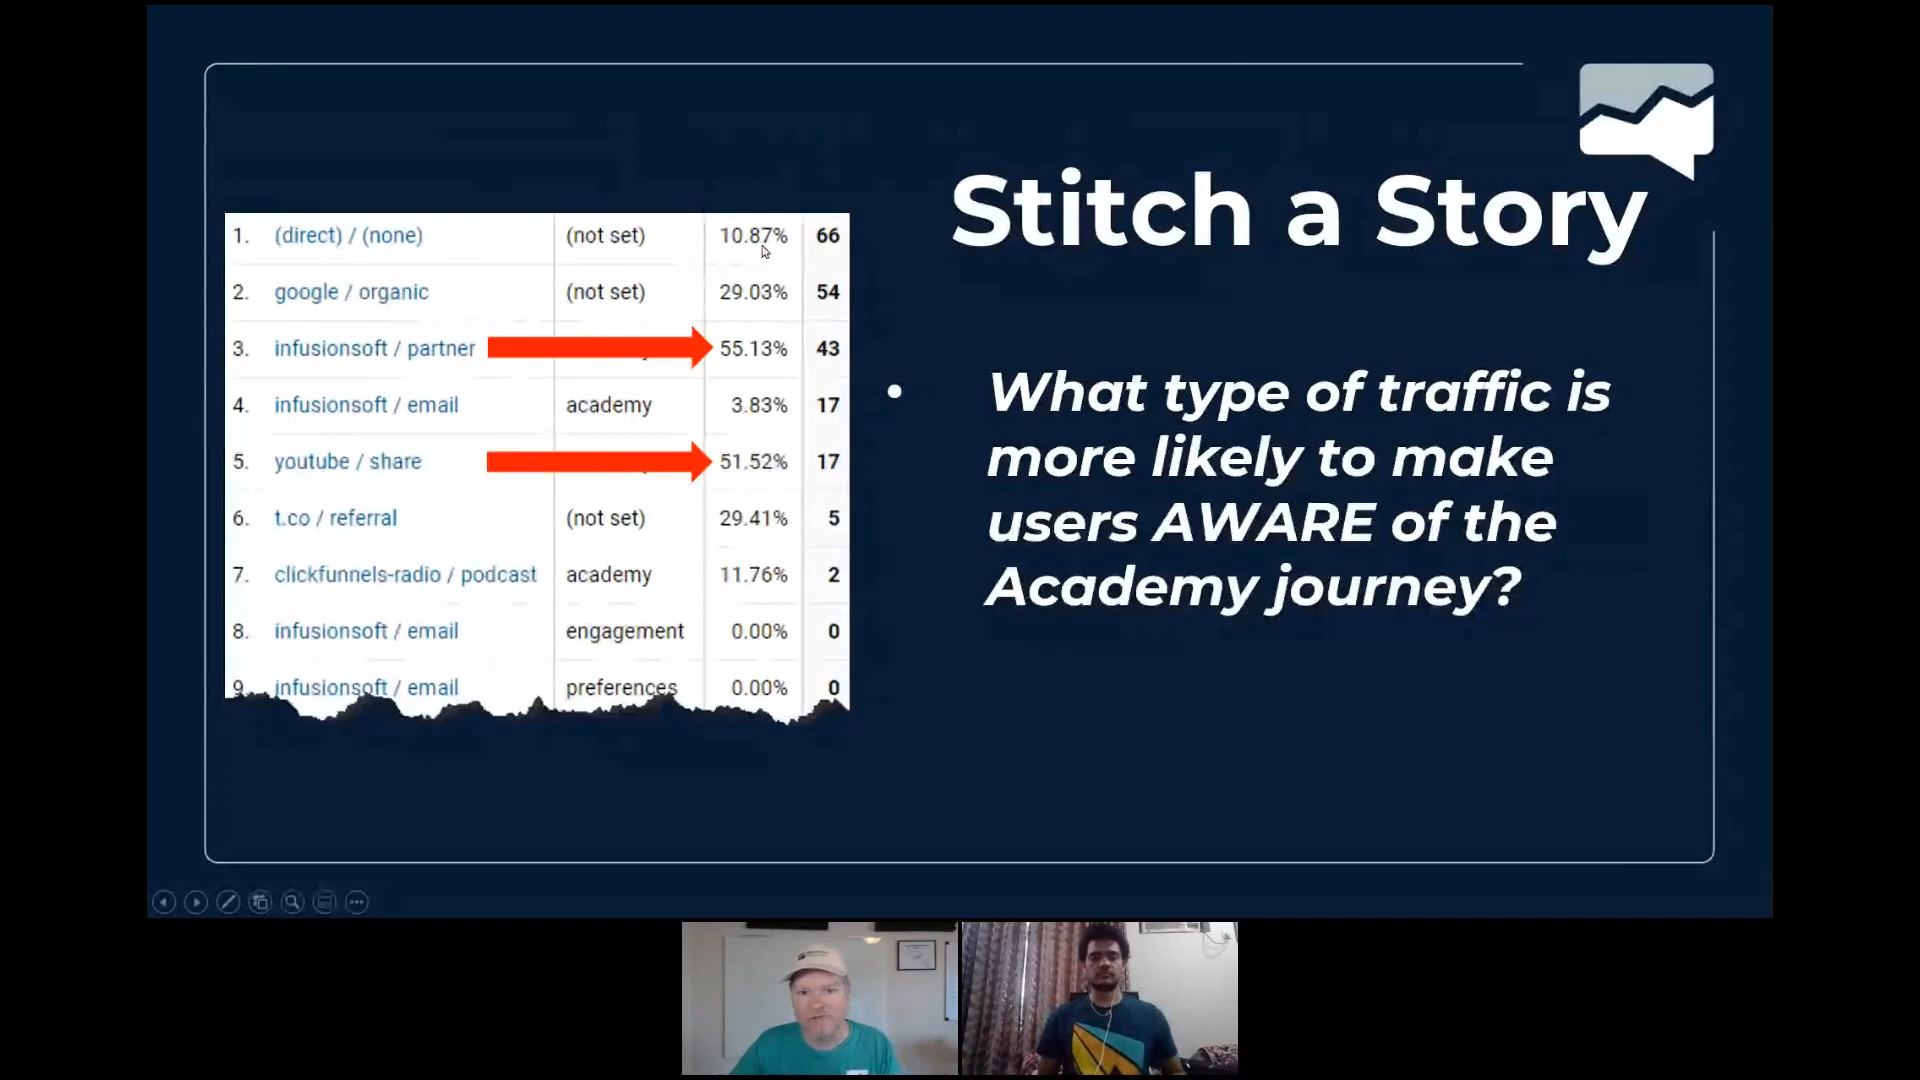 Stitch a Story
1. (direct) / (none) (not set) 10.87% 66
2. google / organic (not set) 29.03% 54
3. infusionsoft / partner 55.13% 43
4. infusionsoft / email academy 3.83% 17
5. youtube / share 51.52% 17
6. t.co / referral (not set) 29.41% 5
7. clickfunnels-radio / podcast academy 11.76% 2
8. infusionsoft / email engagement 0.00% 0
9. infusionsoft / email preferences 0.00% 0
• What type of traffic is
more likely to make
users AWARE of the
Academy journey?